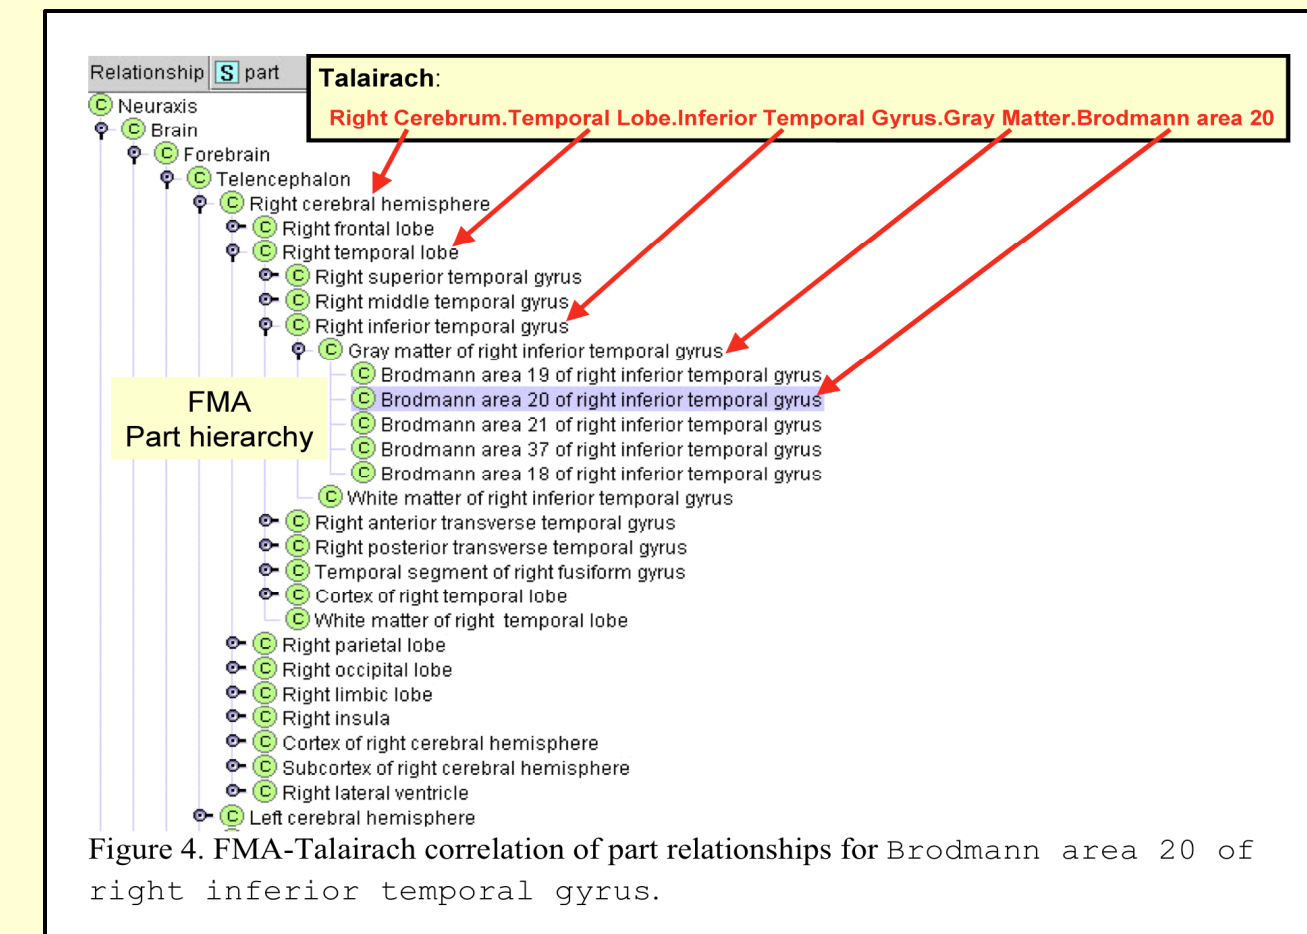 Relationship S part
Talairach:
Right Cerebrum.Temporal Lobe.Inferior Temporal Gyrus.Gray Matter.Brodmann area 20
C Neuraxis
C Brain
C Forebrain
C Telencephalon
C Right cerebral hemisphere
C Right frontal lobe
C Right temporal lobe
C Right superior temporal gyrus
C Right middle temporal gyrus
C Right inferior temporal gyrus
C Gray matter of right inferior temporal gyrus
C Brodmann area 19 of right inferior temporal gyrus
C Brodmann area 20 of right inferior temporal gyrus
C Brodmann area 21 of right inferior temporal gyrus
C Brodmann area 37 of right inferior temporal gyrus
C Brodmann area 18 of right inferior temporal gyrus
FMA
Part hierarchy
C White matter of right inferior temporal gyrus
C Right anterior transverse temporal gyrus
C Right posterior transverse temporal gyrus
C Temporal segment of right fusiform gyrus
C Cortex of right temporal lobe
C White matter of right temporal lobe
C Right parietal lobe
C Right occipital lobe
C Right limbic lobe
C Right insula
C Cortex of right cerebral hemisphere
C Subcortex of right cerebral hemisphere
C Right lateral ventricle
C Left cerebral hemisphere
Figure 4. FMA-Talairach correlation of part relationships for Brodmann area 20 of
right inferior temporal gyrus.